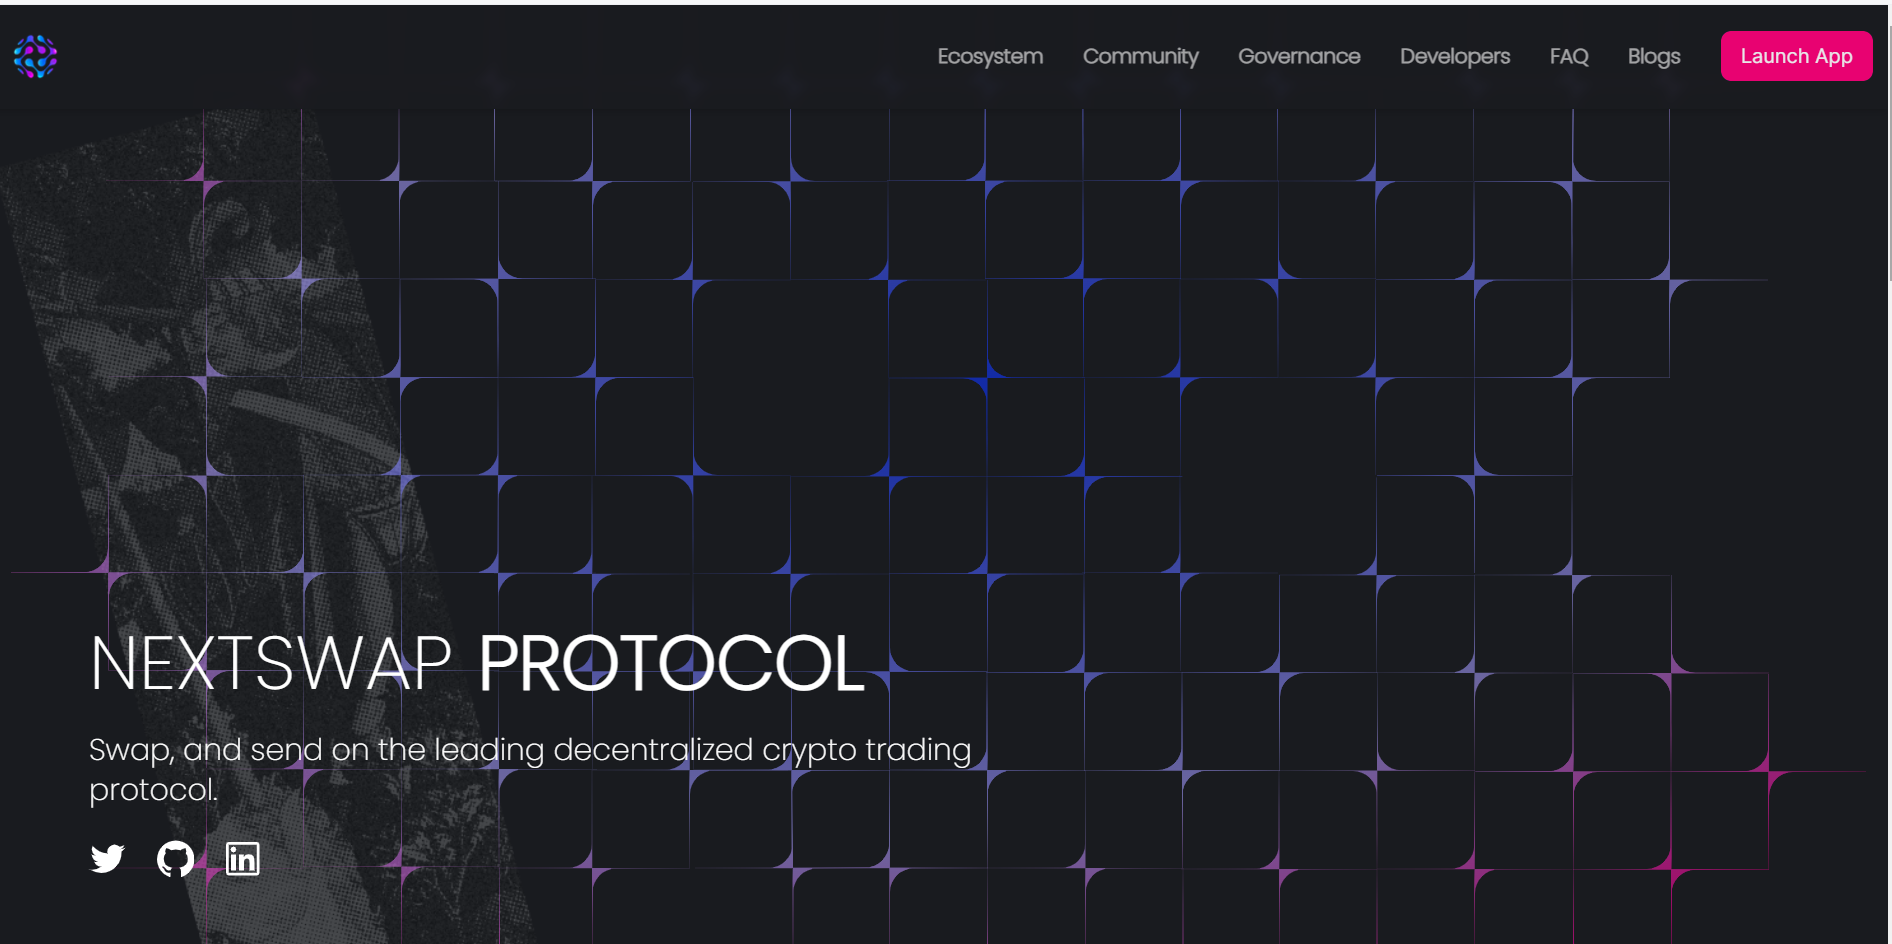 Ecosystem Community Governance Developers FAQ Blogs Launch App
NEXTSWAP PROTOCOL
Swap, and send on the leading decentralized crypto trading
protocol.